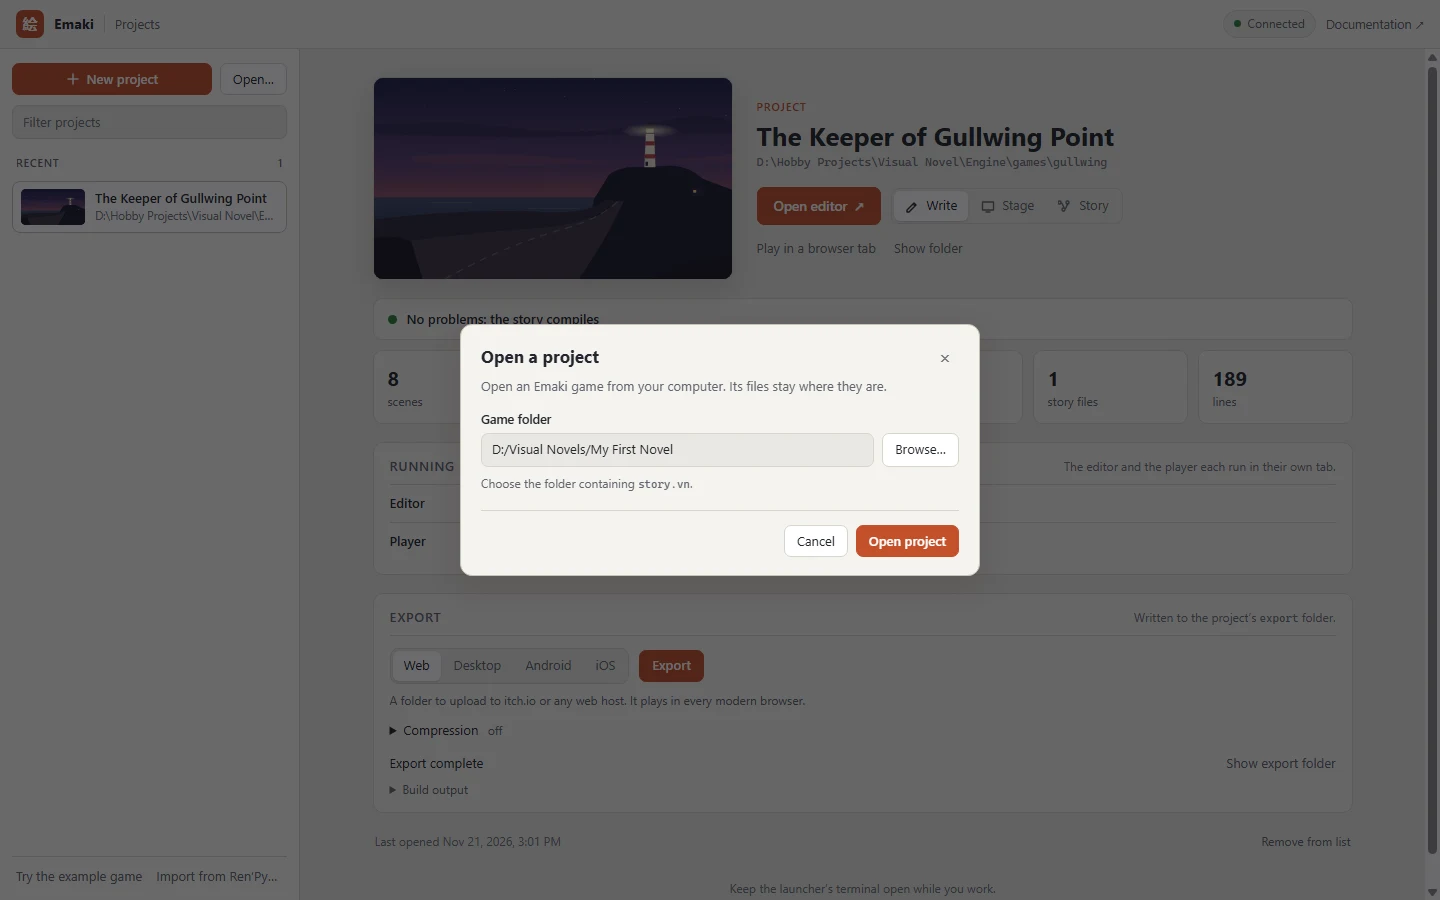 絵 Emaki Projects
Connected Documentation ↗
+ New project Open...
Filter projects
RECENT 1
The Keeper of Gullwing Point
D:\Hobby Projects\Visual Novel\E...
PROJECT
The Keeper of Gullwing Point
D:\Hobby Projects\Visual Novel\Engine\games\gullwing
Open editor ↗ Write Stage Story
Play in a browser tab Show folder
No problems: the story compiles
8
scenes
1
story files
189
lines
Open a project ×
Open an Emaki game from your computer. Its files stay where they are.
Game folder
D:/Visual Novels/My First Novel Browse...
Choose the folder containing story.vn.
Cancel Open project
RUNNING The editor and the player each run in their own tab.
Editor
Player
EXPORT Written to the project's export folder.
Web Desktop Android iOS Export
A folder to upload to itch.io or any web host. It plays in every modern browser.
Compression off
Export complete Show export folder
Build output
Last opened Nov 21, 2026, 3:01 PM Remove from list
Try the example game Import from Ren'Py...
Keep the launcher's terminal open while you work.